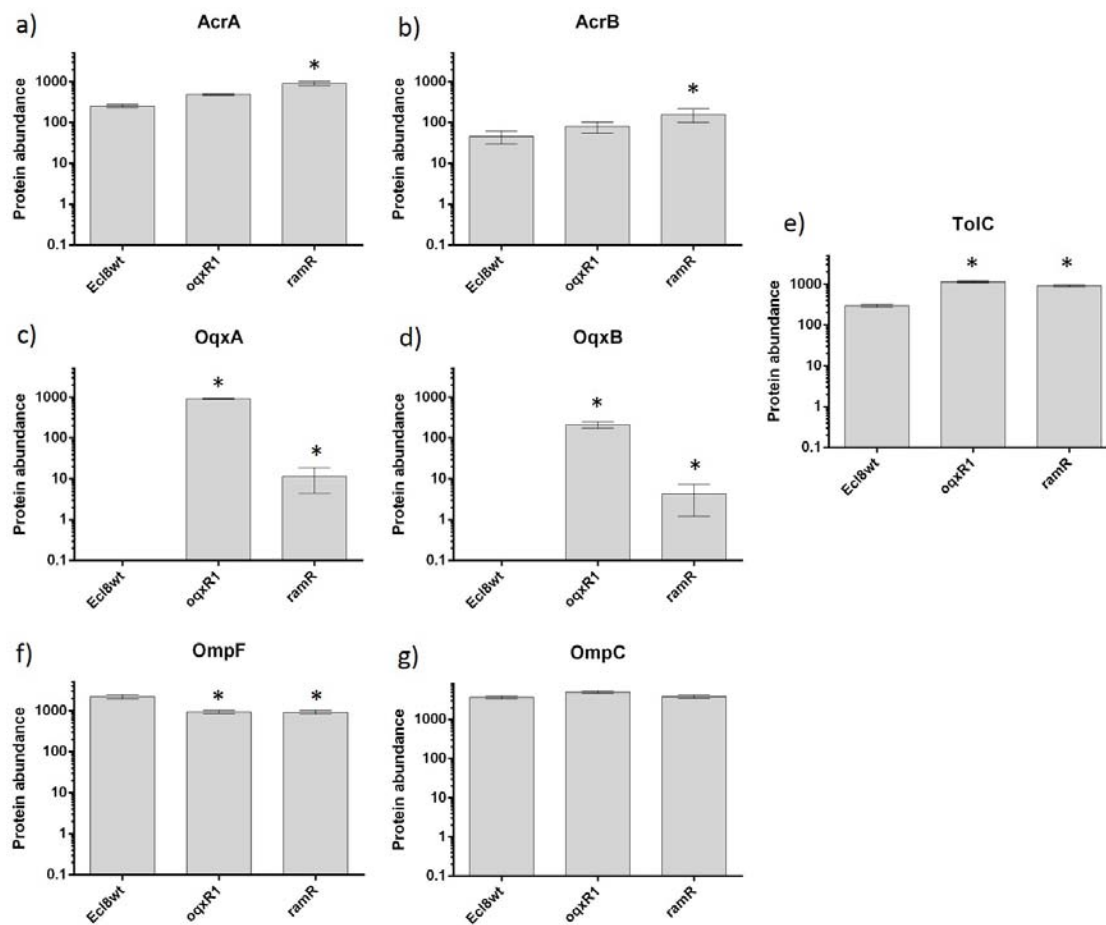 a)
AcrA
Protein abundance
1000
100
10
1
0.1
*
Ecl8wt
oqxR1
ramR
b)
AcrB
Protein abundance
1000
100
10
1
0.1
*
Ecl8wt
oqxR1
ramR
c)
OqxA
Protein abundance
1000
100
10
1
0.1
*
*
Ecl8wt
oqxR1
ramR
d)
OqxB
Protein abundance
1000
100
10
1
0.1
*
*
Ecl8wt
oqxR1
ramR
e)
TolC
Protein abundance
1000
100
10
1
0.1
*
*
Ecl8wt
oqxR1
ramR
f)
OmpF
Protein abundance
1000
100
10
1
0.1
*
*
Ecl8wt
oqxR1
ramR
g)
OmpC
Protein abundance
1000
100
10
1
0.1
Ecl8wt
oqxR1
ramR